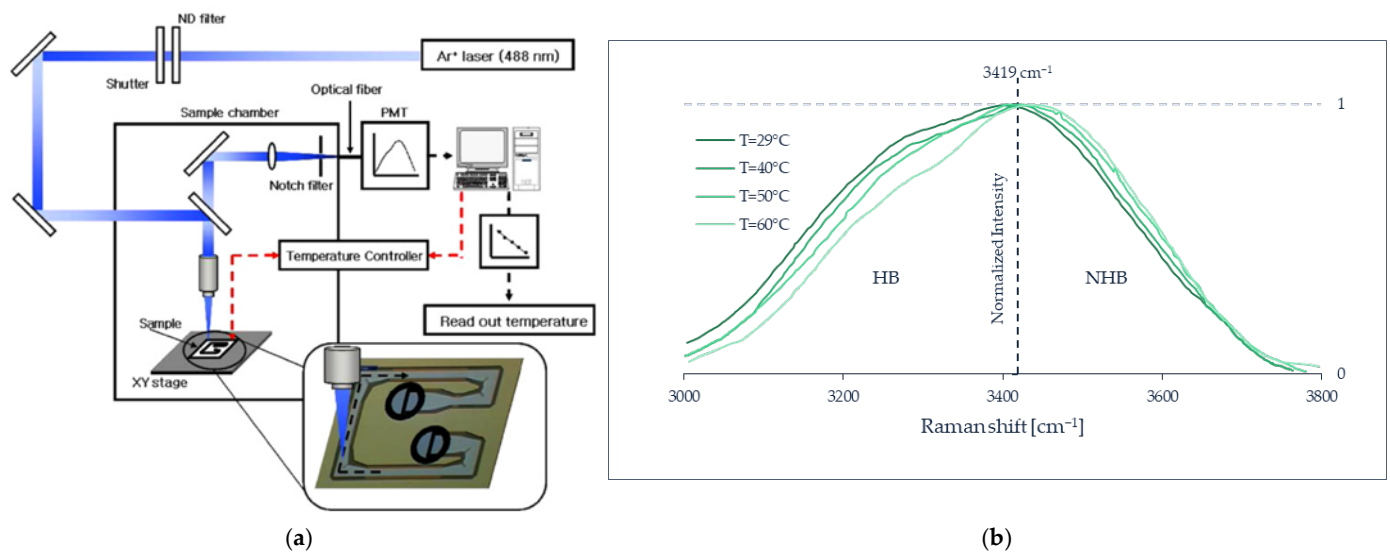 ND filter
Ar⁺ laser (488 nm)
Shutter
Optical fiber
Sample chamber
PMT
Notch filter
Temperature Controller
Read out temperature
Sample
XY stage
(a)
3419 cm⁻¹
1
T=29°C
T=40°C
T=50°C
T=60°C
Normalized Intensity
HB
NHB
0
3000
3200
3400
3600
3800
Raman shift [cm⁻¹]
(b)